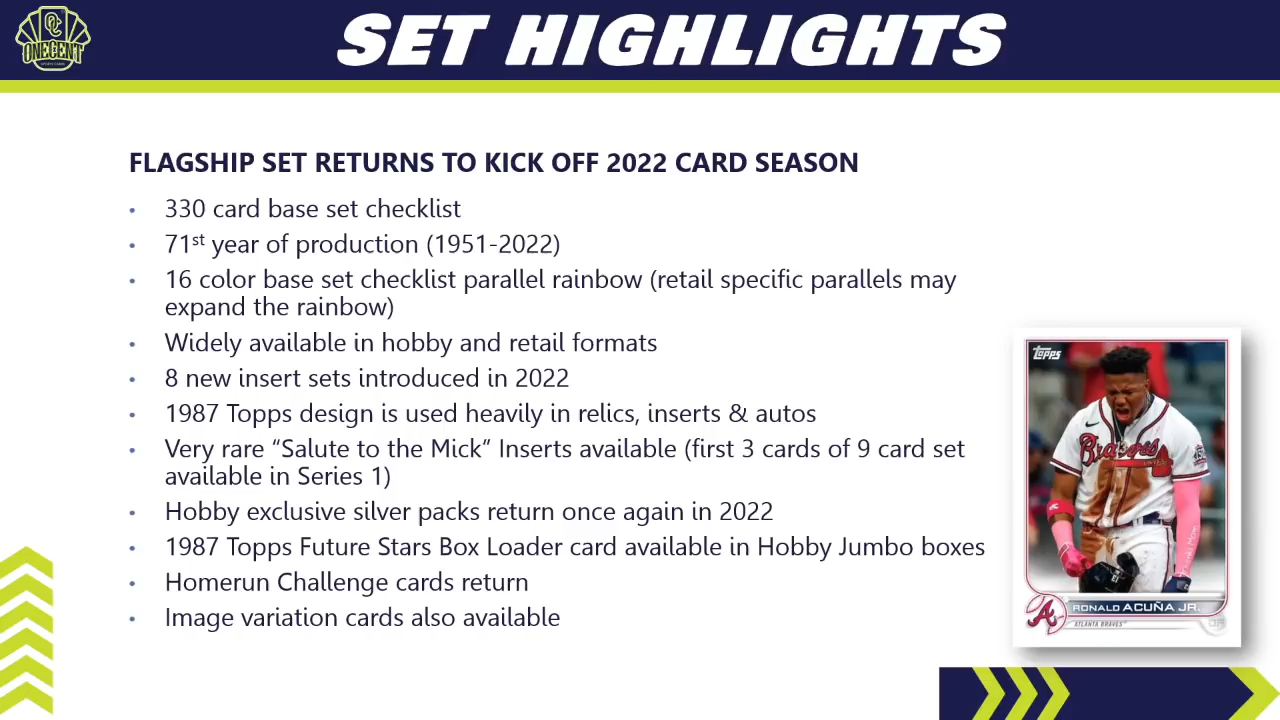 OC
ONECENT
SPORTS CARDS
SET HIGHLIGHTS
FLAGSHIP SET RETURNS TO KICK OFF 2022 CARD SEASON
• 330 card base set checklist
• 71st year of production (1951-2022)
• 16 color base set checklist parallel rainbow (retail specific parallels may
expand the rainbow)
• Widely available in hobby and retail formats
• 8 new insert sets introduced in 2022
• 1987 Topps design is used heavily in relics, inserts & autos
• Very rare “Salute to the Mick” Inserts available (first 3 cards of 9 card set
available in Series 1)
• Hobby exclusive silver packs return once again in 2022
• 1987 Topps Future Stars Box Loader card available in Hobby Jumbo boxes
• Homerun Challenge cards return
• Image variation cards also available
Topps
Braves
A
RONALD ACUÑA JR.
ATLANTA BRAVES™
OF